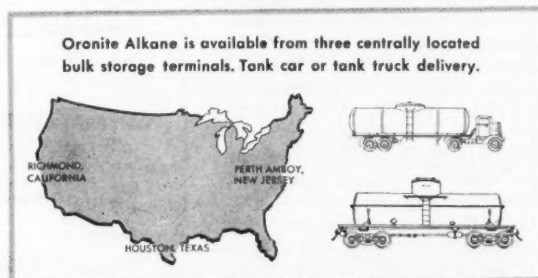 Oronite Alkane is available from three centrally located
bulk storage terminals. Tank car or tank truck delivery.
RICHMOND,
CALIFORNIA
PERTH AMBOY,
NEW JERSEY
HOUSTON, TEXAS